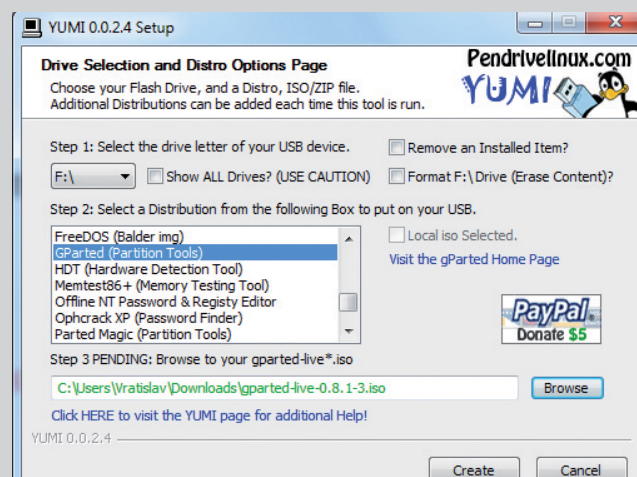 YUMI 0.0.2.4 Setup
Drive Selection and Distro Options Page
Choose your Flash Drive, and a Distro, ISO/ZIP file.
Additional Distributions can be added each time this tool is run.
Pendrivelinux.com
YUMI
Step 1: Select the drive letter of your USB device.
Remove an Installed Item?
F:\
Show ALL Drives? (USE CAUTION)
Format F:\ Drive (Erase Content)?
Step 2: Select a Distribution from the following Box to put on your USB.
FreeDOS (Balder img)
GParted (Partition Tools)
HDT (Hardware Detection Tool)
Memtest86+ (Memory Testing Tool)
Offline NT Password & Registy Editor
Ophcrack XP (Password Finder)
Parted Magic (Partition Tools)
Local iso Selected.
Visit the gParted Home Page
PayPal
Donate $5
Step 3 PENDING: Browse to your gparted-live*.iso
C:\Users\Vratislav\Downloads\gparted-live-0.8.1-3.iso
Browse
Click HERE to visit the YUMI page for additional Help!
YUMI 0.0.2.4
Create
Cancel